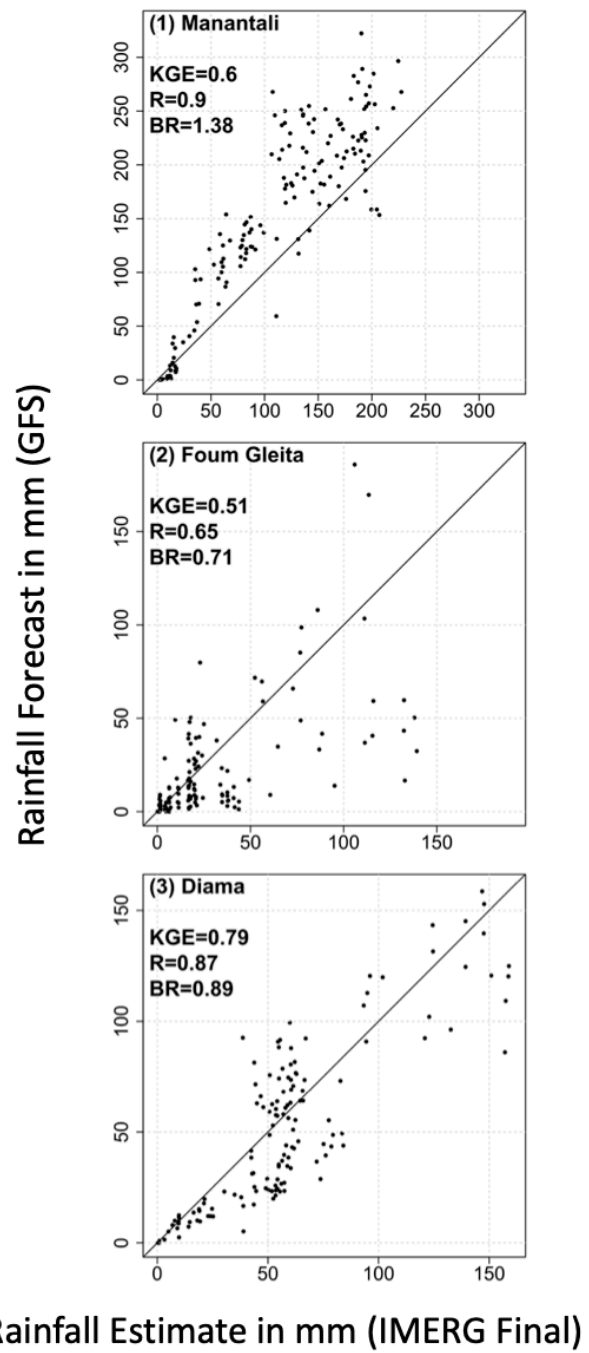 Rainfall Forecast in mm (GFS)
(1) Manantali
KGE=0.6
R=0.9
BR=1.38
300
250
200
150
100
50
0
0 50 100 150 200 250 300
(2) Foum Gleita
KGE=0.51
R=0.65
BR=0.71
150
100
50
0
0 50 100 150
(3) Diama
KGE=0.79
R=0.87
BR=0.89
150
100
50
0
0 50 100 150
Rainfall Estimate in mm (IMERG Final)